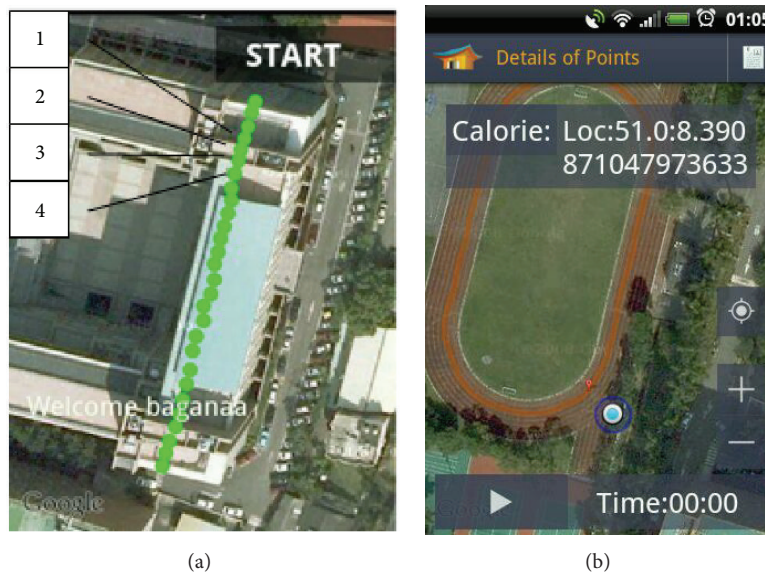 1
2
3
4
START
Welcome baganaa
Google
(a)
01:05
Details of Points
Calorie: Loc:51.0:8.390
871047973633
Time:00:00
(b)